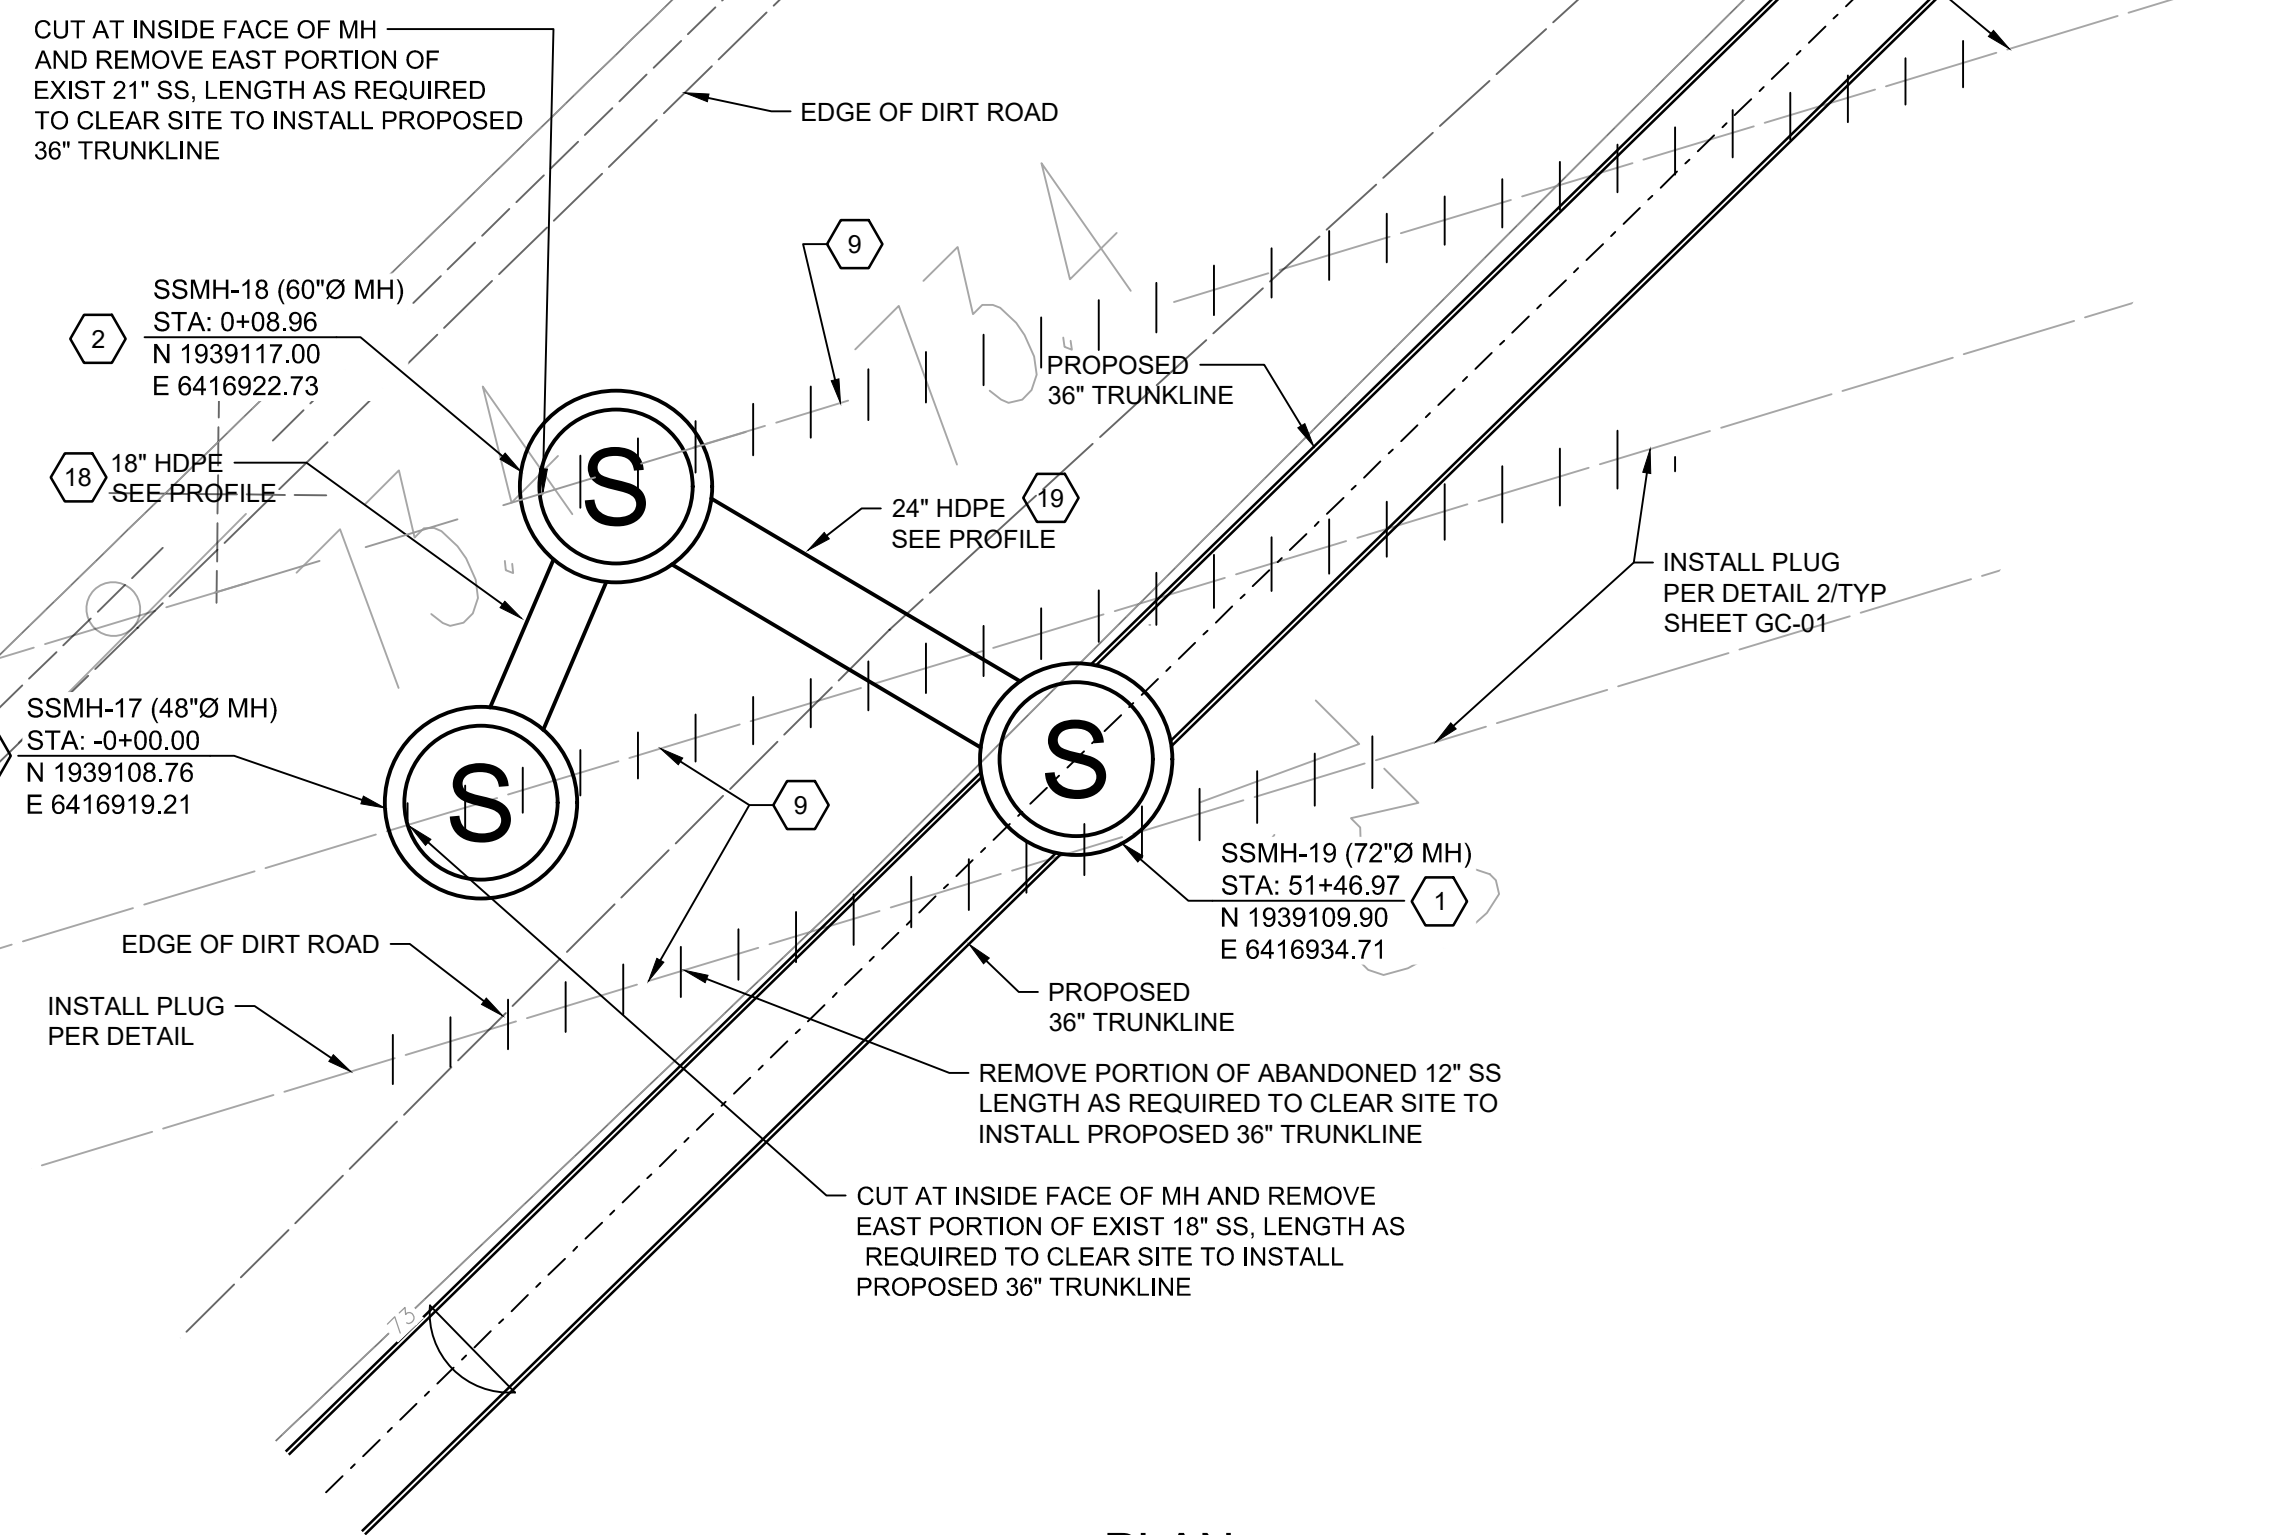 CUT AT INSIDE FACE OF MH
AND REMOVE EAST PORTION OF
EXIST 21" SS, LENGTH AS REQUIRED
TO CLEAR SITE TO INSTALL PROPOSED
36" TRUNKLINE
EDGE OF DIRT ROAD
9
SSMH-18 (60"Ø MH)
STA: 0+08.96
N 1939117.00
E 6416922.73
2
PROPOSED
36" TRUNKLINE
18
18" HDPE
SEE PROFILE
S
24" HDPE
SEE PROFILE
19
INSTALL PLUG
PER DETAIL 2/TYP
SHEET GC-01
SSMH-17 (48"Ø MH)
STA: -0+00.00
N 1939108.76
E 6416919.21
S
S
9
SSMH-19 (72"Ø MH)
STA: 51+46.97
N 1939109.90
E 6416934.71
1
EDGE OF DIRT ROAD
INSTALL PLUG
PER DETAIL
PROPOSED
36" TRUNKLINE
REMOVE PORTION OF ABANDONED 12" SS
LENGTH AS REQUIRED TO CLEAR SITE TO
INSTALL PROPOSED 36" TRUNKLINE
CUT AT INSIDE FACE OF MH AND REMOVE
EAST PORTION OF EXIST 18" SS, LENGTH AS
REQUIRED TO CLEAR SITE TO INSTALL
PROPOSED 36" TRUNKLINE
73
PLAN